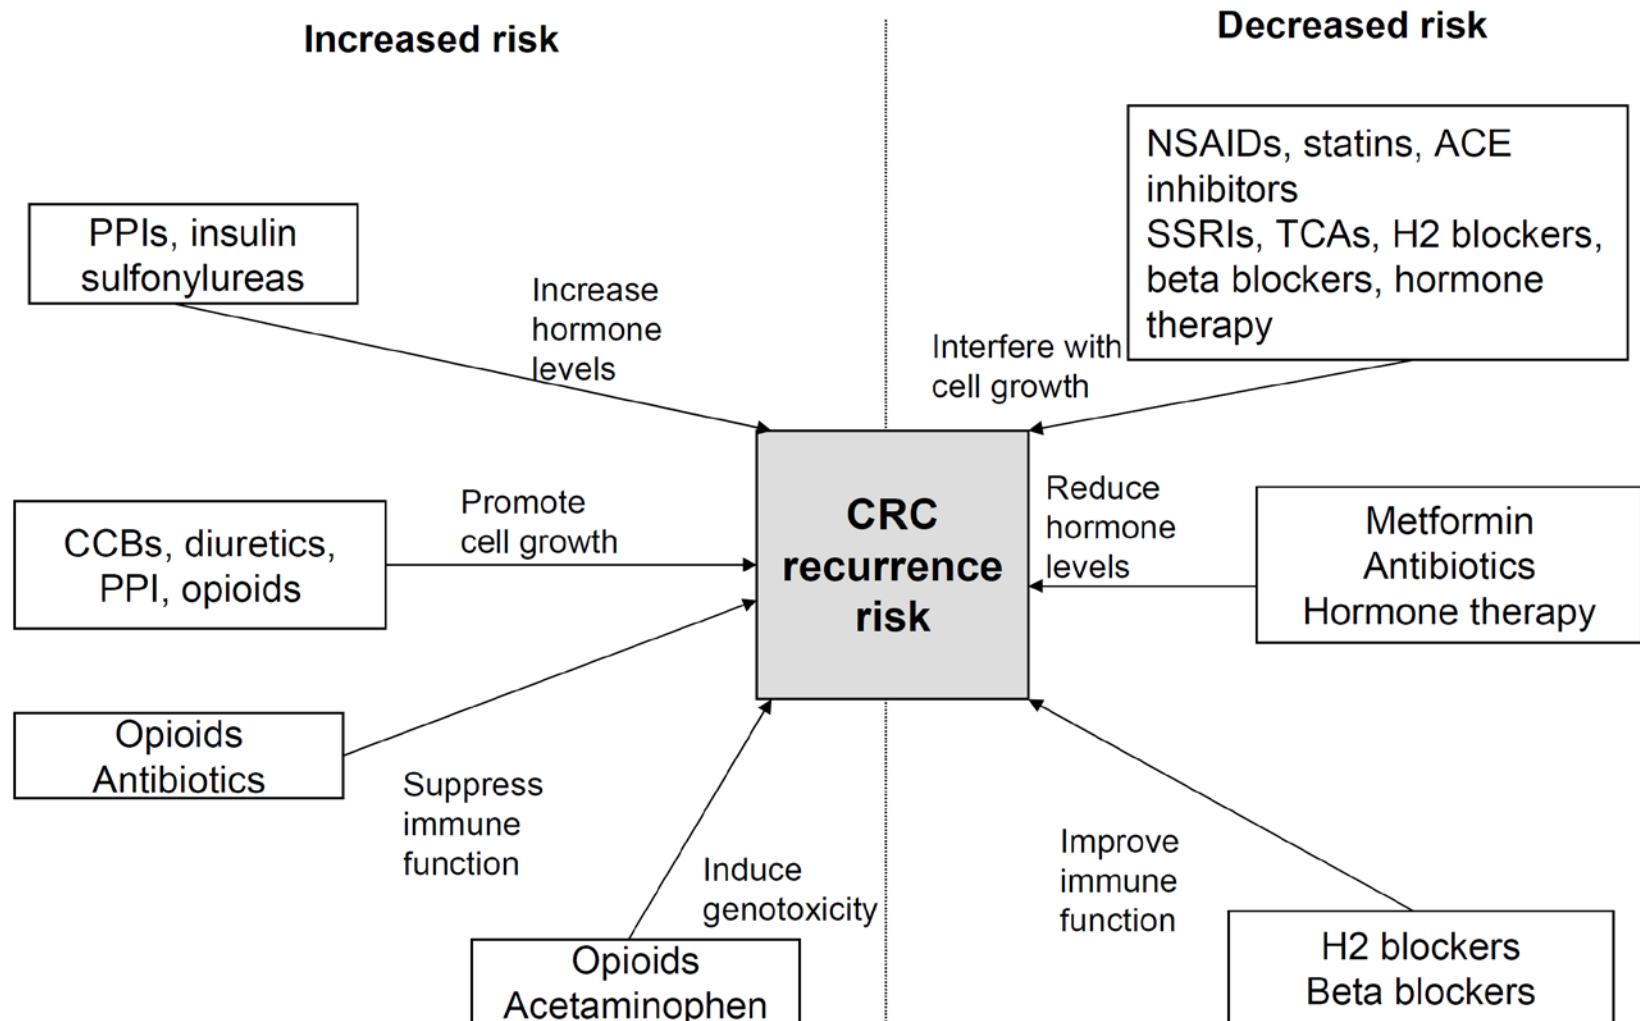 Increased risk
Decreased risk
NSAIDs, statins, ACE
inhibitors
SSRIs, TCAs, H2 blockers,
beta blockers, hormone
therapy
PPIs, insulin
sulfonylureas
Increase
hormone
levels
Interfere with
cell growth
Promote
cell growth
CCBs, diuretics,
PPI, opioids
CRC
recurrence
risk
Reduce
hormone
levels
Metformin
Antibiotics
Hormone therapy
Opioids
Antibiotics
Suppress
immune
function
Induce
genotoxicity
Improve
immune
function
Opioids
Acetaminophen
H2 blockers
Beta blockers